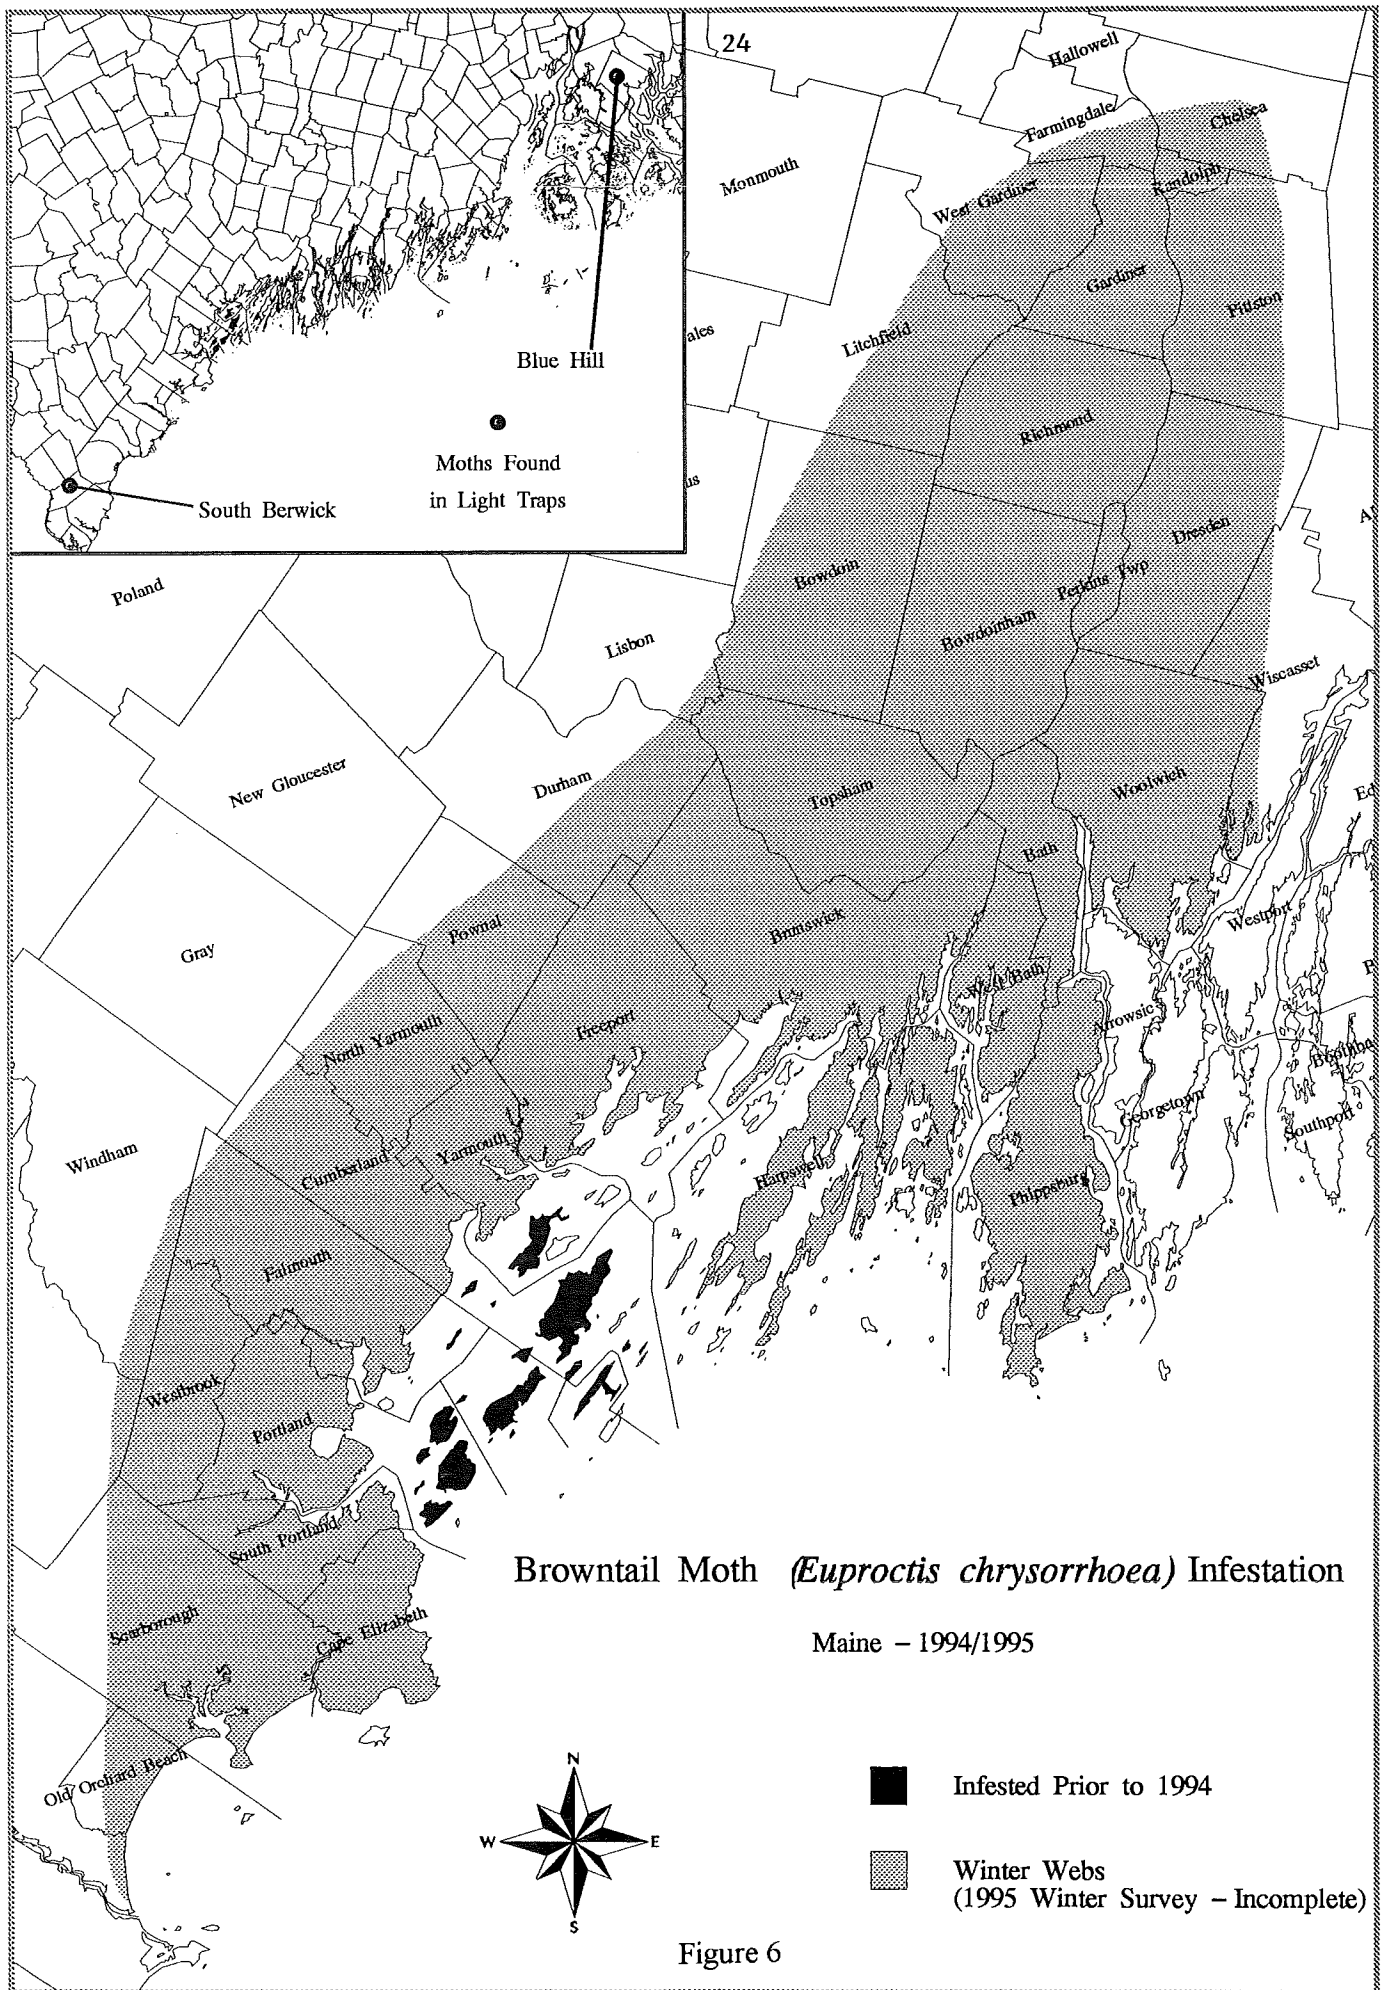 24
Hallowell
Farmingdale
Chelsea
Monmouth
West Gardiner
Randolph
Gardiner
Pittston
Blue Hill
ales
Litchfield
Moths Found
in Light Traps
Richmond
South Berwick
us
Dresden
Poland
Bowdoin
Perkins Twp
Bowdoinham
Lisbon
Wiscasset
New Gloucester
Durham
Topsham
Woolwich
Ed
Bath
Gray
Pownal
Brunswick
Westport
West Bath
North Yarmouth
Freeport
Arrowsic
Boothba
Windham
Cumberland
Yarmouth
Harpswell
Georgetown
Southport
Phippsburg
Falmouth
Westbrook
Portland
South Portland
Browntail Moth (Euproctis chrysorrhoea) Infestation
Scarborough
Cape Elizabeth
Maine – 1994/1995
Old Orchard Beach
N
W
E
S
Infested Prior to 1994
Winter Webs
(1995 Winter Survey – Incomplete)
Figure 6